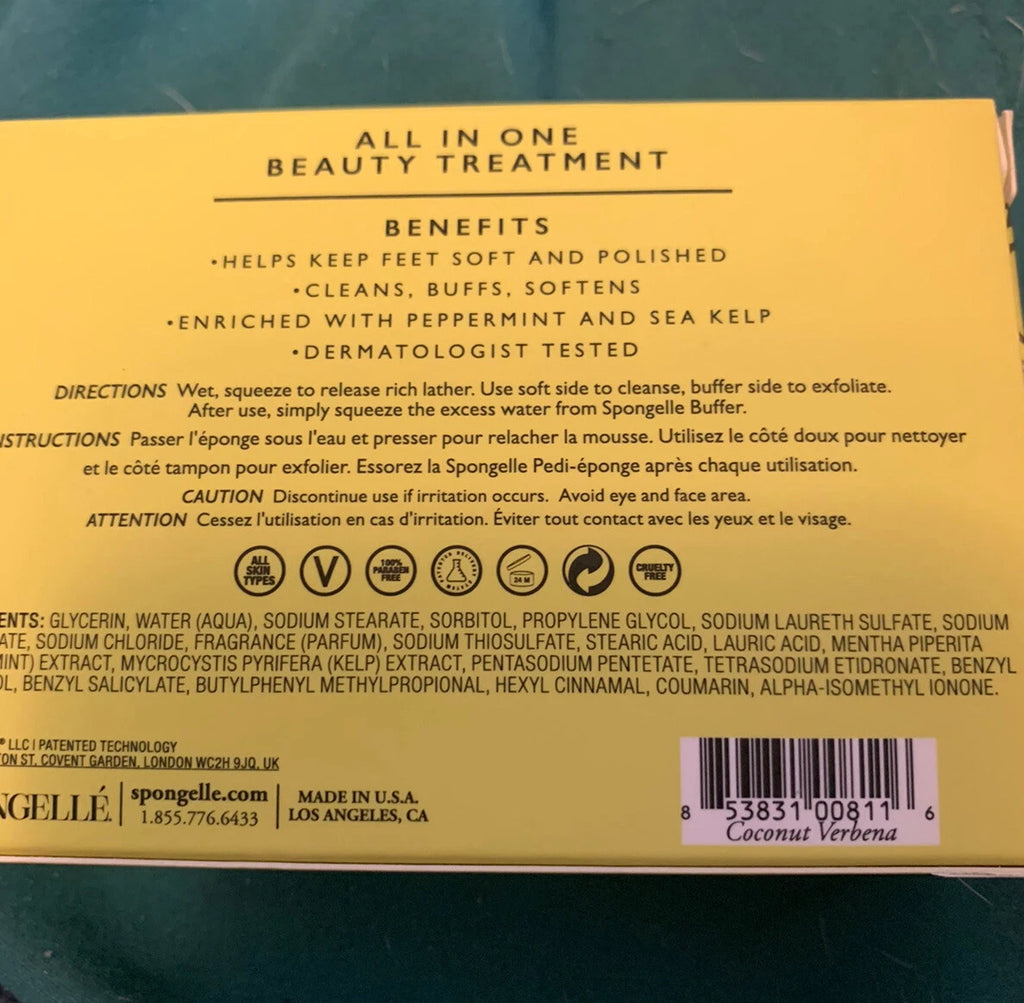 ALL IN ONE
BEAUTY TREATMENT
BENEFITS
•HELPS KEEP FEET SOFT AND POLISHED
•CLEANS, BUFFS, SOFTENS
•ENRICHED WITH PEPPERMINT AND SEA KELP
•DERMATOLOGIST TESTED
DIRECTIONS Wet, squeeze to release rich lather. Use soft side to cleanse, buffer side to exfoliate.
After use, simply squeeze the excess water from Spongelle Buffer.
STRUCTIONS Passer l'éponge sous l'eau et presser pour relacher la mousse. Utilisez le côté doux pour nettoyer
et le côté tampon pour exfolier. Essorez la Spongelle Pedi-éponge après chaque utilisation.
CAUTION Discontinue use if irritation occurs. Avoid eye and face area.
ATTENTION Cessez l'utilisation en cas d'irritation. Éviter tout contact avec les yeux et le visage.
ALL SKIN TYPES V 100% PARABEN FREE PATENTED DELIVERY SYSTEM 24 M CRUELTY FREE
ENTS: GLYCERIN, WATER (AQUA), SODIUM STEARATE, SORBITOL, PROPYLENE GLYCOL, SODIUM LAURETH SULFATE, SODIUM
ATE, SODIUM CHLORIDE, FRAGRANCE (PARFUM), SODIUM THIOSULFATE, STEARIC ACID, LAURIC ACID, MENTHA PIPERITA
MINT) EXTRACT, MYCROCYSTIS PYRIFERA (KELP) EXTRACT, PENTASODIUM PENTETATE, TETRASODIUM ETIDRONATE, BENZYL
OL, BENZYL SALICYLATE, BUTYLPHENYL METHYLPROPIONAL, HEXYL CINNAMAL, COUMARIN, ALPHA-ISOMETHYL IONONE.
® LLC | PATENTED TECHNOLOGY
ON ST. COVENT GARDEN, LONDON WC2H 9JQ, UK
NGELLÉ
spongelle.com
1.855.776.6433
MADE IN U.S.A.
LOS ANGELES, CA
8 53831 00811 6
Coconut Verbena